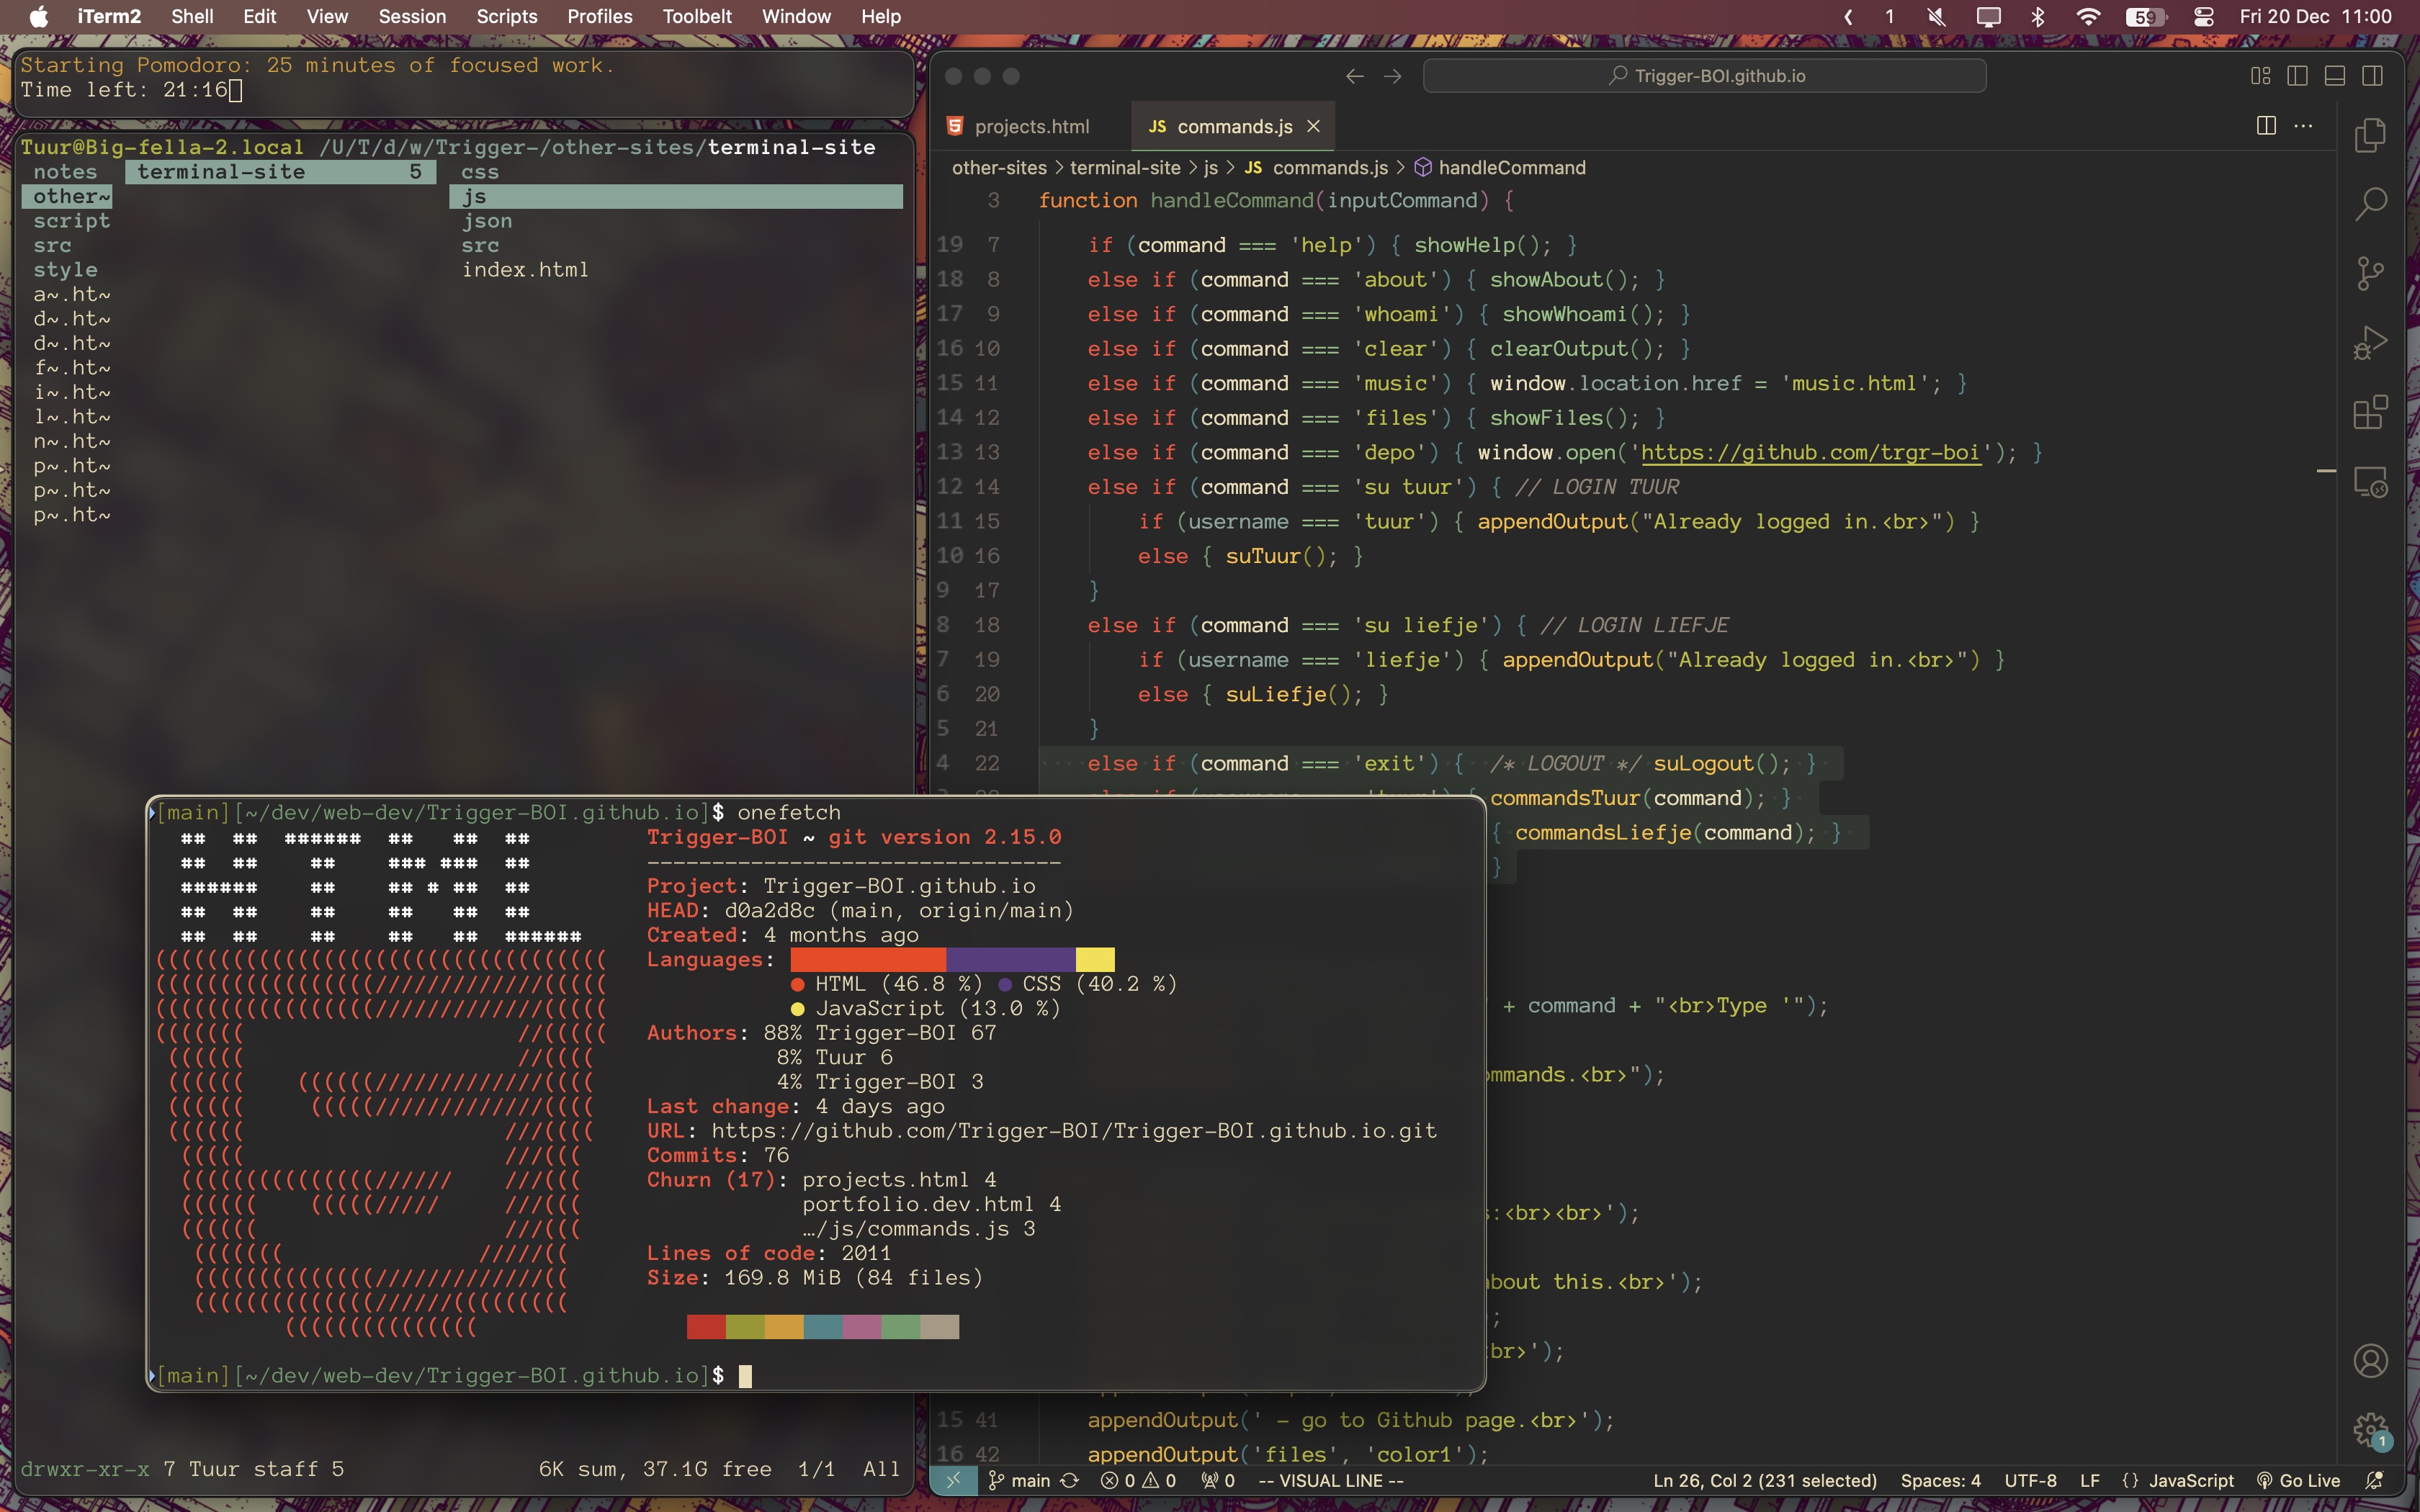 iTerm2 Shell Edit View Session Scripts Profiles Toolbelt Window Help 1 59 Fri 20 Dec 11:00
Starting Pomodoro: 25 minutes of focused work.
Time left: 21:16
Tuur@Big-fella-2.local /U/T/d/w/Trigger-/other-sites/terminal-site
notes terminal-site 5 css
other~ js
script json
src src
style index.html
a~.ht~
d~.ht~
d~.ht~
f~.ht~
i~.ht~
l~.ht~
n~.ht~
p~.ht~
p~.ht~
p~.ht~
drwxr-xr-x 7 Tuur staff 5 6K sum, 37.1G free 1/1 All
Trigger-BOI.github.io
projects.html JS commands.js
other-sites > terminal-site > js > JS commands.js > handleCommand
3 function handleCommand(inputCommand) {
19 7 if (command === 'help') { showHelp(); }
18 8 else if (command === 'about') { showAbout(); }
17 9 else if (command === 'whoami') { showWhoami(); }
16 10 else if (command === 'clear') { clearOutput(); }
15 11 else if (command === 'music') { window.location.href = 'music.html'; }
14 12 else if (command === 'files') { showFiles(); }
13 13 else if (command === 'depo') { window.open('https://github.com/trgr-boi'); }
12 14 else if (command === 'su tuur') { // LOGIN TUUR
11 15 if (username === 'tuur') { appendOutput("Already logged in.<br>") }
10 16 else { suTuur(); }
9 17 }
8 18 else if (command === 'su liefje') { // LOGIN LIEFJE
7 19 if (username === 'liefje') { appendOutput("Already logged in.<br>") }
6 20 else { suLiefje(); }
5 21 }
4 22 else if (command === 'exit') { /* LOGOUT */ suLogout(); }
{ commandsTuur(command); }
{ commandsLiefje(command); }
}
" + command + "<br>Type '");
ommands.<br>");
s:<br><br>');
about this.<br>');
;
<br>');
15 41 appendOutput(' - go to Github page.<br>');
16 42 appendOutput('files', 'color1');
main 0 0 0 -- VISUAL LINE -- Ln 26, Col 2 (231 selected) Spaces: 4 UTF-8 LF {} JavaScript Go Live
1
[main][~/dev/web-dev/Trigger-BOI.github.io]$ onefetch
Trigger-BOI ~ git version 2.15.0
--------------------------------
Project: Trigger-BOI.github.io
HEAD: d0a2d8c (main, origin/main)
Created: 4 months ago
Languages:
HTML (46.8 %) CSS (40.2 %)
JavaScript (13.0 %)
Authors: 88% Trigger-BOI 67
8% Tuur 6
4% Trigger-BOI 3
Last change: 4 days ago
URL: https://github.com/Trigger-BOI/Trigger-BOI.github.io.git
Commits: 76
Churn (17): projects.html 4
portfolio.dev.html 4
…/js/commands.js 3
Lines of code: 2011
Size: 169.8 MiB (84 files)
[main][~/dev/web-dev/Trigger-BOI.github.io]$